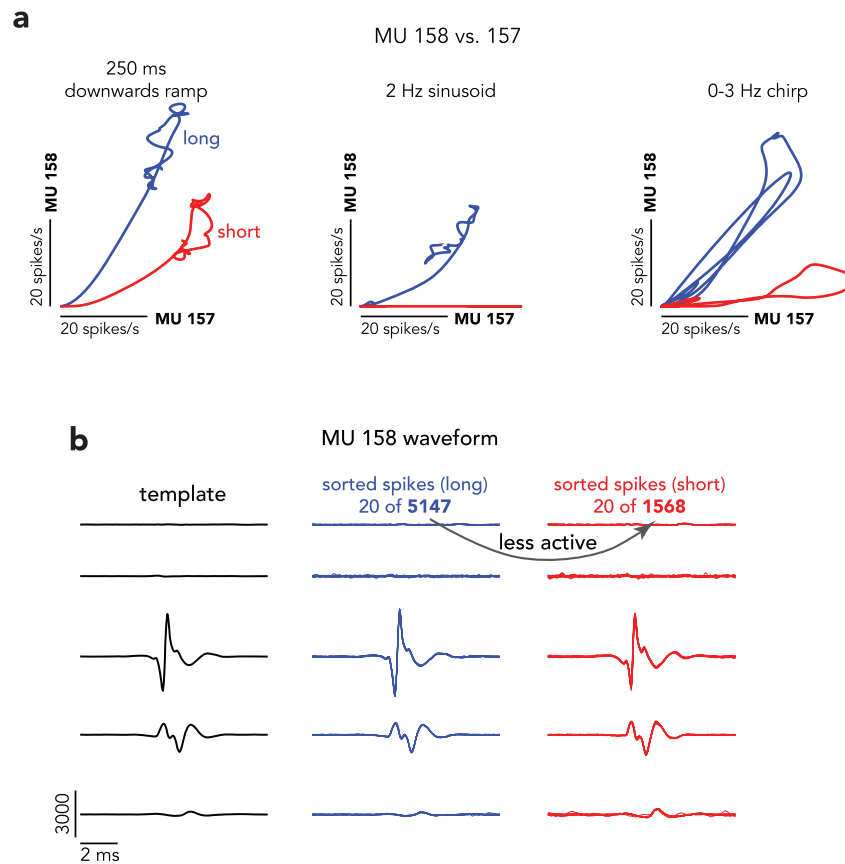 a
MU 158 vs. 157
250 ms
downwards ramp
2 Hz sinusoid
0-3 Hz chirp
long
short
MU 158
20 spikes/s
20 spikes/s
MU 157
MU 158
20 spikes/s
20 spikes/s
MU 157
MU 158
20 spikes/s
20 spikes/s
MU 157
b
MU 158 waveform
template
sorted spikes (long)
20 of 5147
sorted spikes (short)
20 of 1568
less active
3000
2 ms